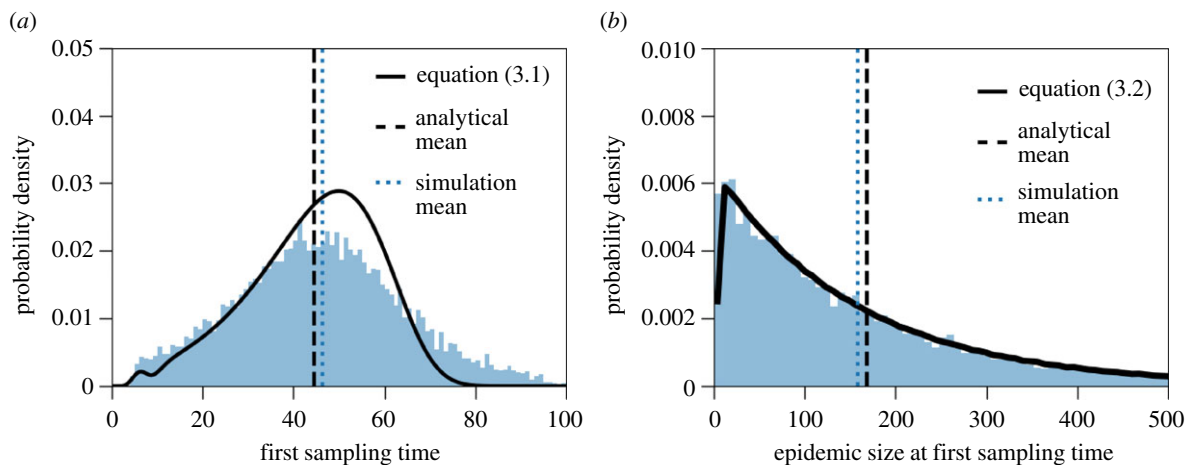 (a)
0.05
0.04
0.03
0.02
0.01
0
probability density
equation (3.1)
analytical
mean
simulation
mean
0 20 40 60 80 100
first sampling time
(b)
0.010
0.008
0.006
0.004
0.002
0
probability density
equation (3.2)
analytical
mean
simulation
mean
0 100 200 300 400 500
epidemic size at first sampling time